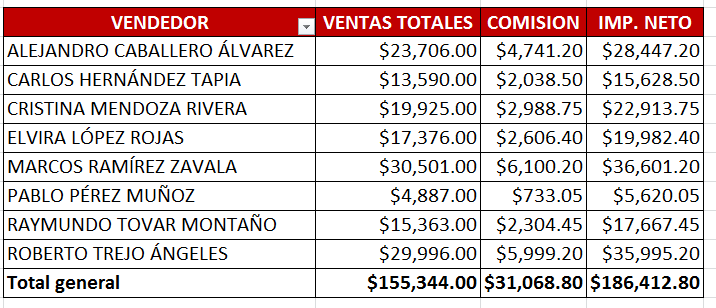 VENDEDOR VENTAS TOTALES COMISION IMP. NETO
ALEJANDRO CABALLERO ÁLVAREZ $23,706.00 $4,741.20 $28,447.20
CARLOS HERNÁNDEZ TAPIA $13,590.00 $2,038.50 $15,628.50
CRISTINA MENDOZA RIVERA $19,925.00 $2,988.75 $22,913.75
ELVIRA LÓPEZ ROJAS $17,376.00 $2,606.40 $19,982.40
MARCOS RAMÍREZ ZAVALA $30,501.00 $6,100.20 $36,601.20
PABLO PÉREZ MUÑOZ $4,887.00 $733.05 $5,620.05
RAYMUNDO TOVAR MONTAÑO $15,363.00 $2,304.45 $17,667.45
ROBERTO TREJO ÁNGELES $29,996.00 $5,999.20 $35,995.20
Total general $155,344.00 $31,068.80 $186,412.80